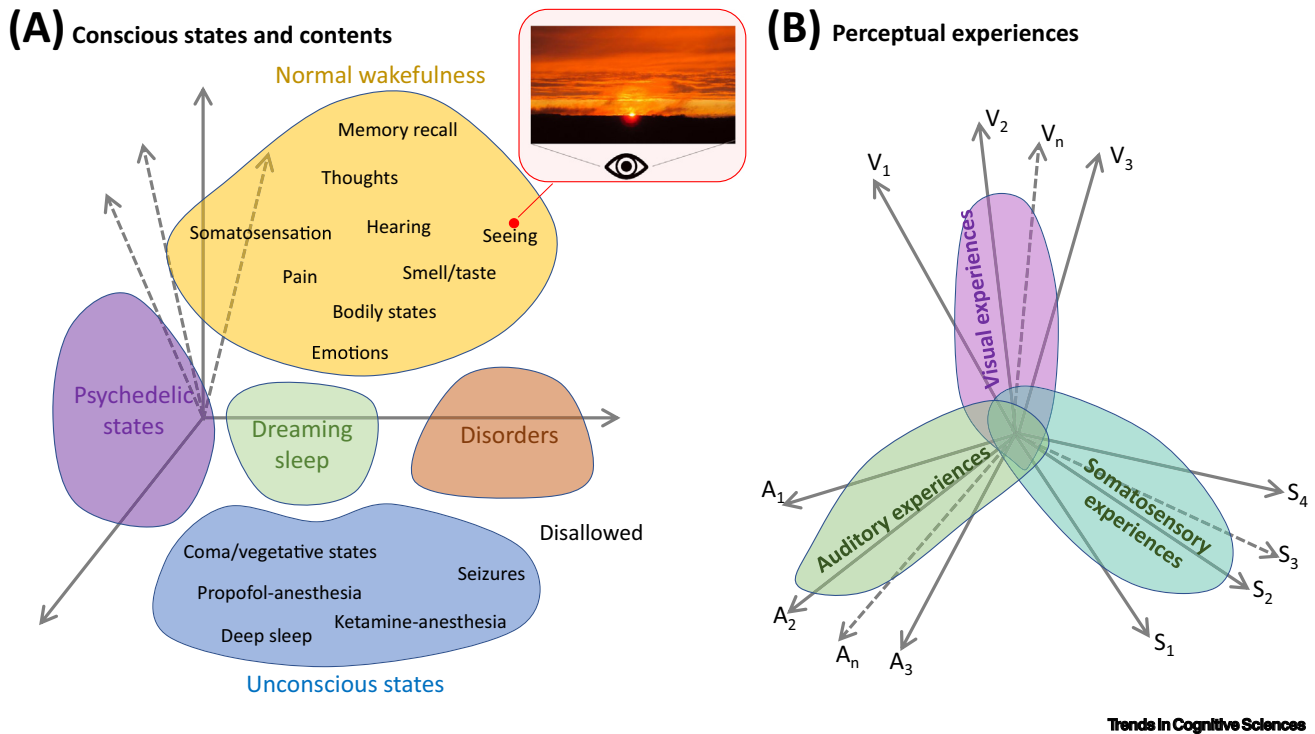 (A) Conscious states and contents
Normal wakefulness
Memory recall
Thoughts
Somatosensation
Hearing
Seeing
Pain
Smell/taste
Bodily states
Emotions
Psychedelic
states
Dreaming
sleep
Disorders
Disallowed
Coma/vegetative states
Seizures
Propofol-anesthesia
Ketamine-anesthesia
Deep sleep
Unconscious states
(B) Perceptual experiences
V1
V2
Vn
V3
Visual experiences
Auditory experiences
Somatosensory
experiences
A1
A2
An
A3
S4
S3
S2
S1
Trends in Cognitive Sciences